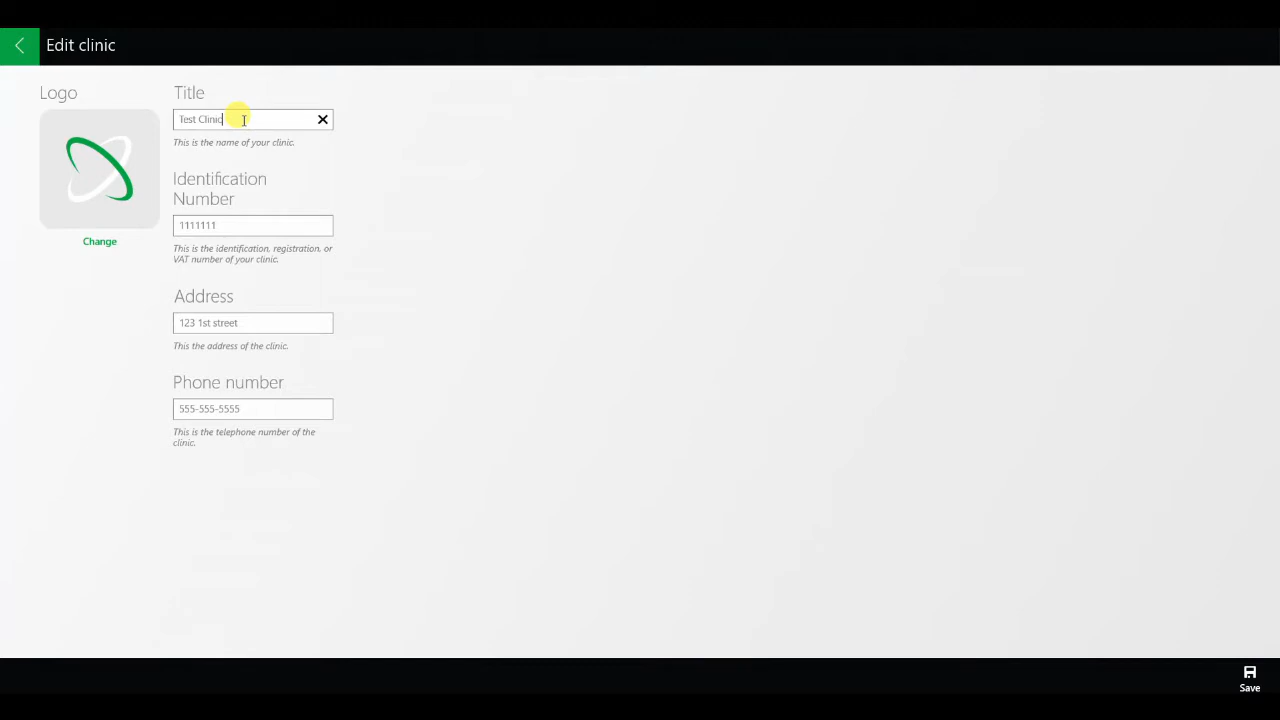 Edit clinic
Logo
Change
Title
Test Clinic
This is the name of your clinic.
Identification
Number
1111111
This is the identification, registration, or
VAT number of your clinic.
Address
123 1st street
This the address of the clinic.
Phone number
555-555-5555
This is the telephone number of the
clinic.
Save